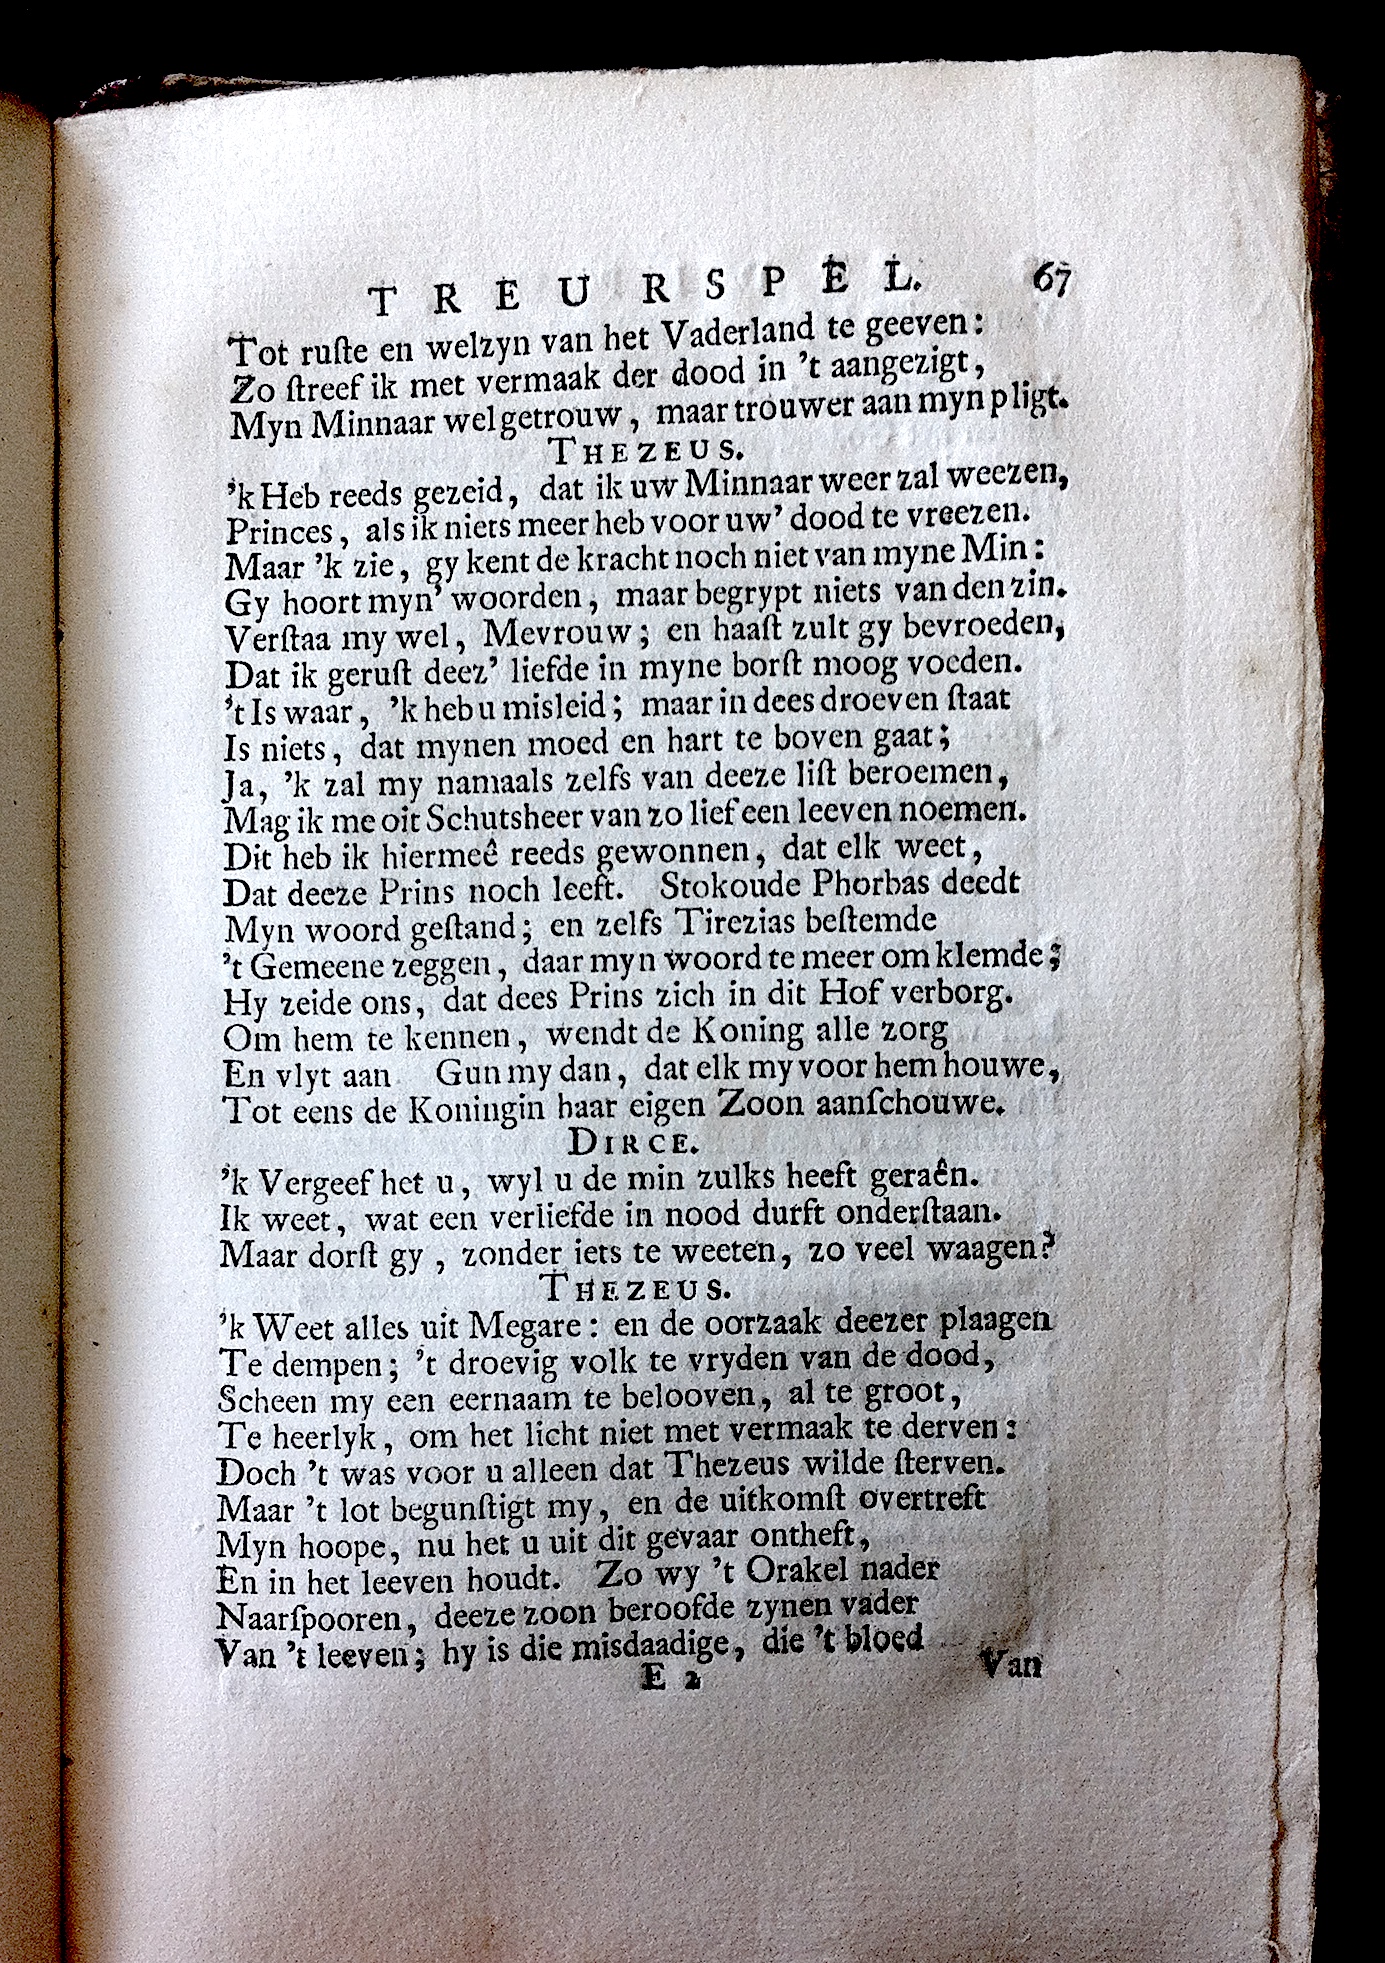 TREURSPEL. 67
Tot ruſte en welzyn van het Vaderland te geeven:
Zo ſtreef ik met vermaak der dood in 't aangezigt,
Myn Minnaar wel getrouw, maar trouwer aan myn pligt.
THEZEUS.
'k Heb reeds gezeid, dat ik uw Minnaar weer zal weezen,
Princes, als ik niets meer heb voor uw' dood te vreezen.
Maar 'k zie, gy kent de kracht noch niet van myne Min:
Gy hoort myn' woorden, maar begrypt niets van den zin.
Verſtaa my wel, Mevrouw; en haaſt zult gy bevroeden,
Dat ik geruſt deez' liefde in myne borſt moog voeden.
't Is waar, 'k heb u misleid; maar in dees droeven ſtaat
Is niets, dat mynen moed en hart te boven gaat;
Ja, 'k zal my namaals zelfs van deeze liſt beroemen,
Mag ik me oit Schutsheer van zo lief een leeven noemen.
Dit heb ik hiermeê reeds gewonnen, dat elk weet,
Dat deeze Prins noch leeft. Stokoude Phorbas deedt
Myn woord geſtand; en zelfs Tirezias beſtemde
't Gemeene zeggen, daar myn woord te meer om klemde;
Hy zeide ons, dat dees Prins zich in dit Hof verborg.
Om hem te kennen, wendt de Koning alle zorg
En vlyt aan Gun my dan, dat elk my voor hem houwe,
Tot eens de Koningin haar eigen Zoon aanſchouwe.
DIRCE.
'k Vergeef het u, wyl u de min zulks heeft geraên.
Ik weet, wat een verliefde in nood durft onderſtaan.
Maar dorſt gy, zonder iets te weeten, zo veel waagen?
THEZEUS.
'k Weet alles uit Megare: en de oorzaak deezer plaagen
Te dempen; 't droevig volk te vryden van de dood,
Scheen my een eernaam te belooven, al te groot,
Te heerlyk, om het licht niet met vermaak te derven:
Doch 't was voor u alleen dat Thezeus wilde ſterven.
Maar 't lot begunſtigt my, en de uitkomſt overtreft
Myn hoope, nu het u uit dit gevaar ontheft,
En in het leeven houdt. Zo wy 't Orakel nader
Naarſpooren, deeze zoon beroofde zynen vader
Van 't leeven; hy is die misdaadige, die 't bloed
E 2 Van